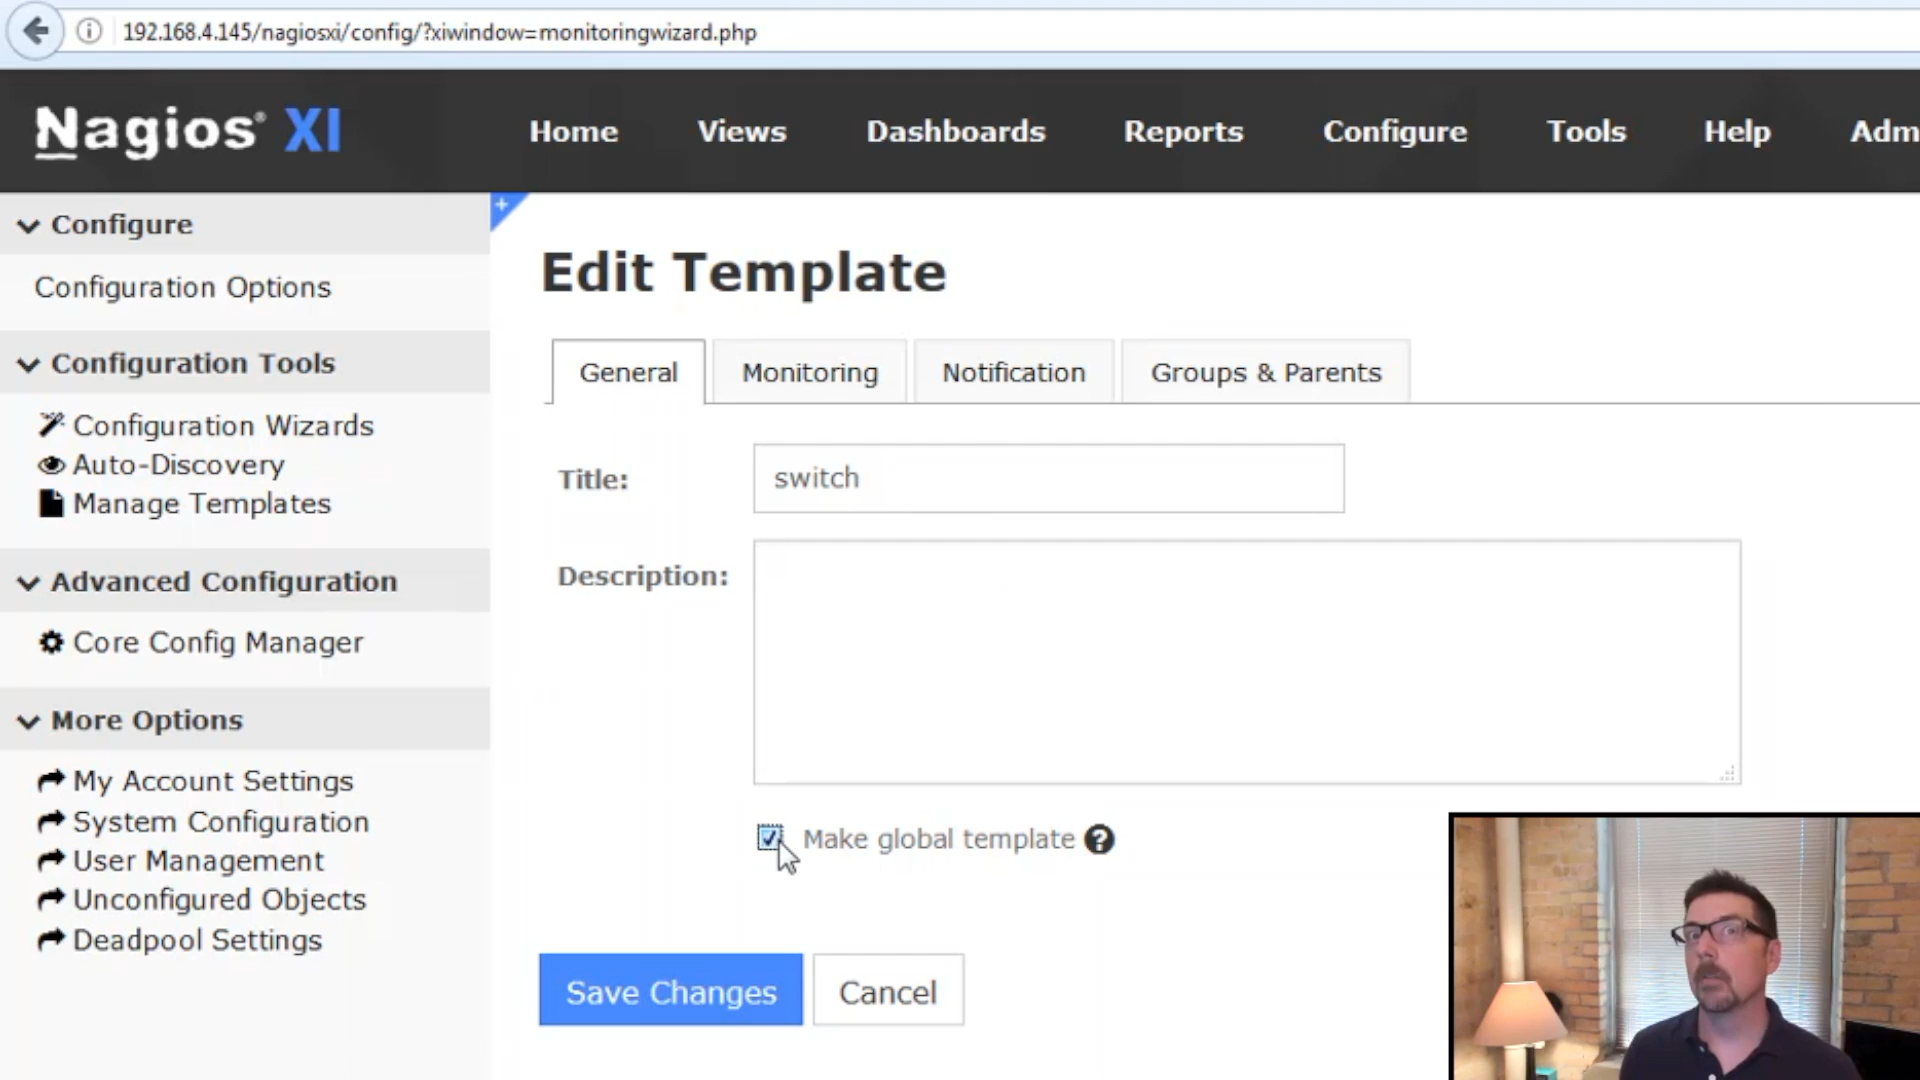 192.168.4.145/nagiosxi/config/?xiwindow=monitoringwizard.php
Nagios® XI
Home
Views
Dashboards
Reports
Configure
Tools
Help
Adm
Configure
Configuration Options
Configuration Tools
Configuration Wizards
Auto-Discovery
Manage Templates
Advanced Configuration
Core Config Manager
More Options
My Account Settings
System Configuration
User Management
Unconfigured Objects
Deadpool Settings
+
Edit Template
General
Monitoring
Notification
Groups & Parents
Title:
switch
Description:
Make global template ?
Save Changes
Cancel